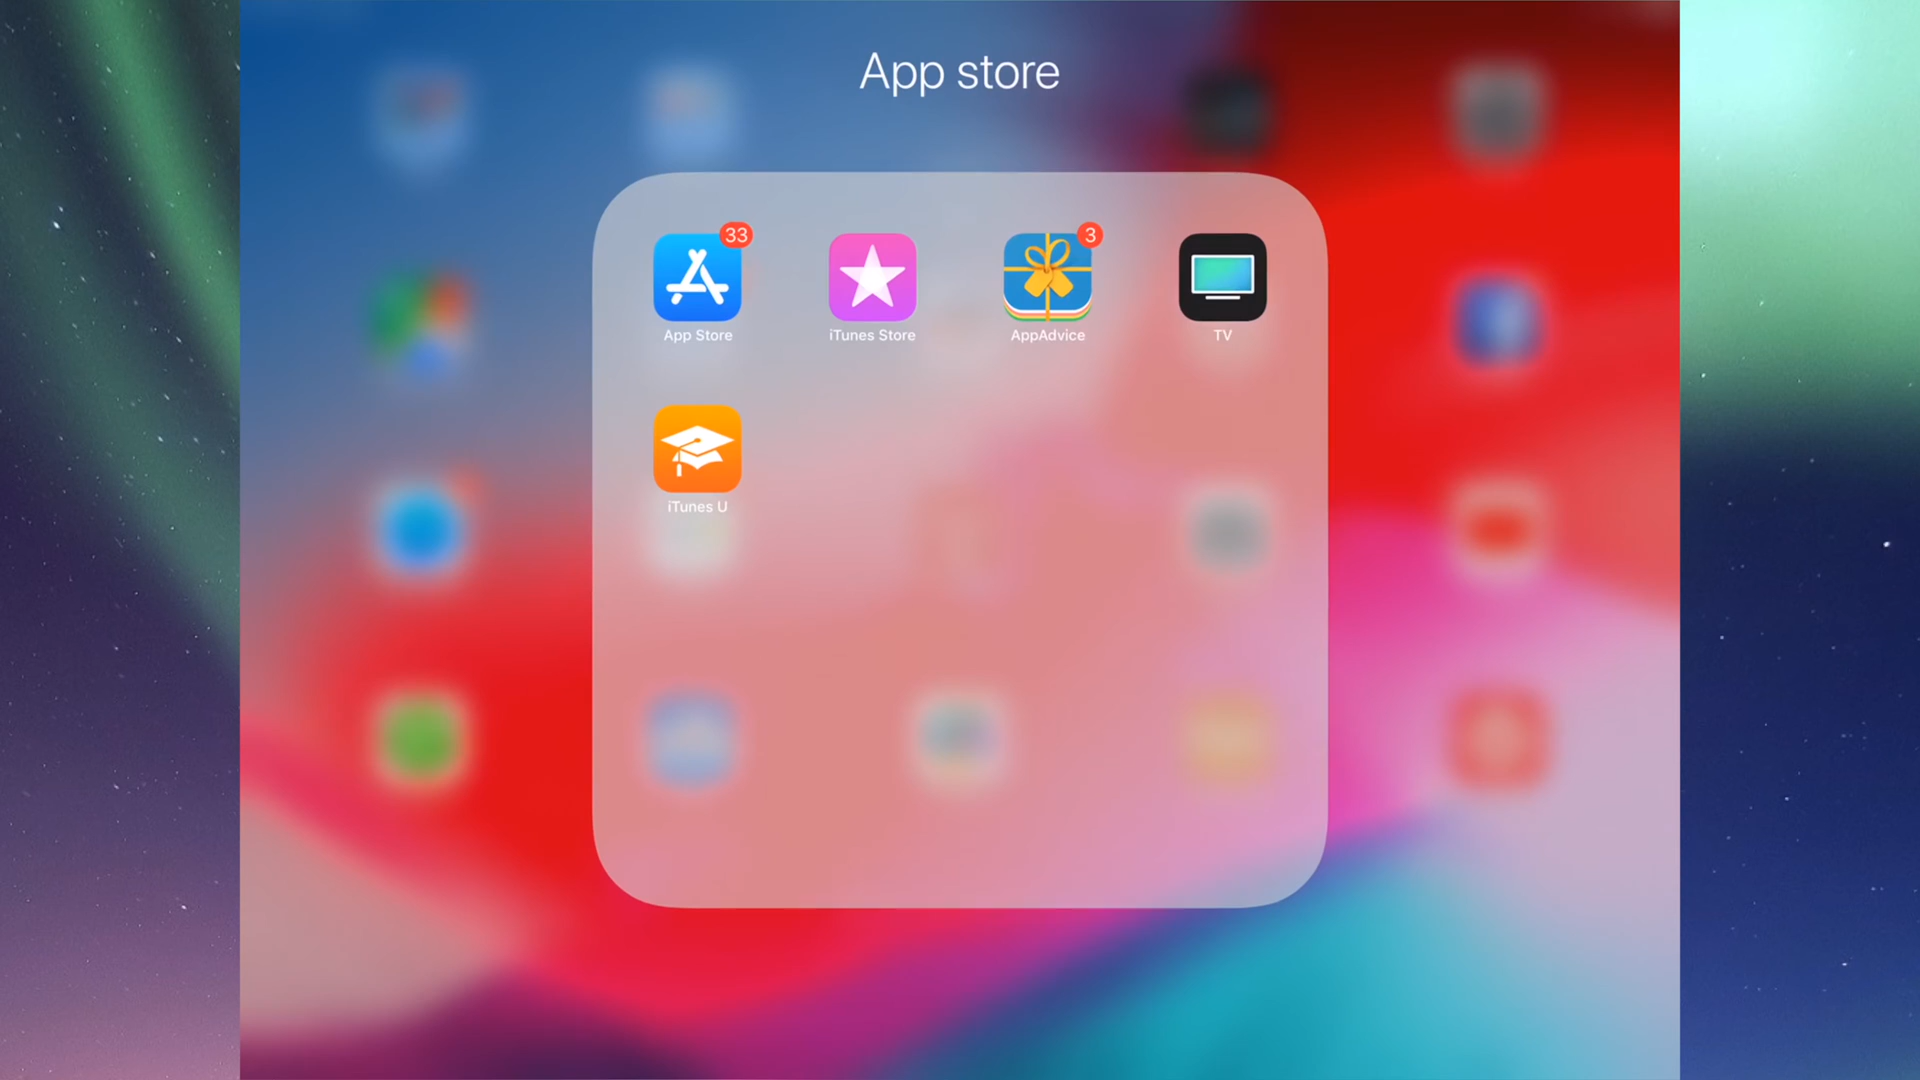 App store
33
3
App Store
iTunes Store
AppAdvice
TV
iTunes U